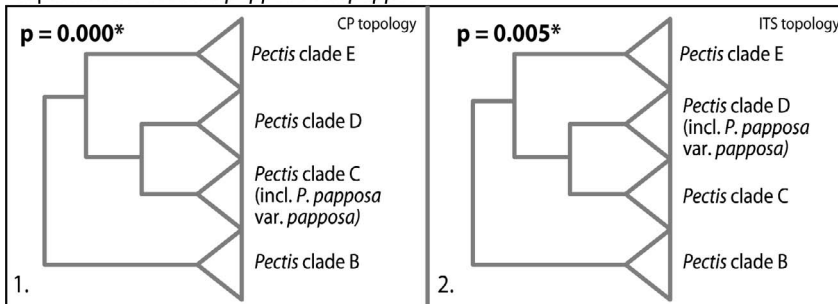 p = 0.000*
CP topology
Pectis clade E
Pectis clade D
Pectis clade C
(incl. P. papposa
var. papposa)
Pectis clade B
1.
p = 0.005*
ITS topology
Pectis clade E
Pectis clade D
(incl. P. papposa
var. papposa)
Pectis clade C
Pectis clade B
2.